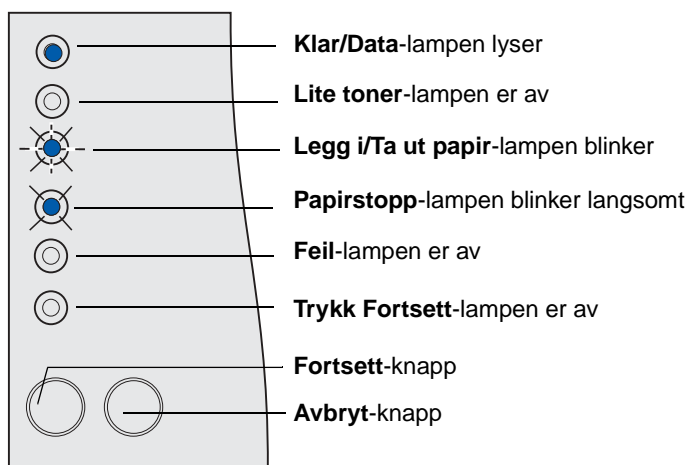 Klar/Data-lampen lyser
Lite toner-lampen er av
Legg i/Ta ut papir-lampen blinker
Papirstopp-lampen blinker langsomt
Feil-lampen er av
Trykk Fortsett-lampen er av
Fortsett-knapp
Avbryt-knapp